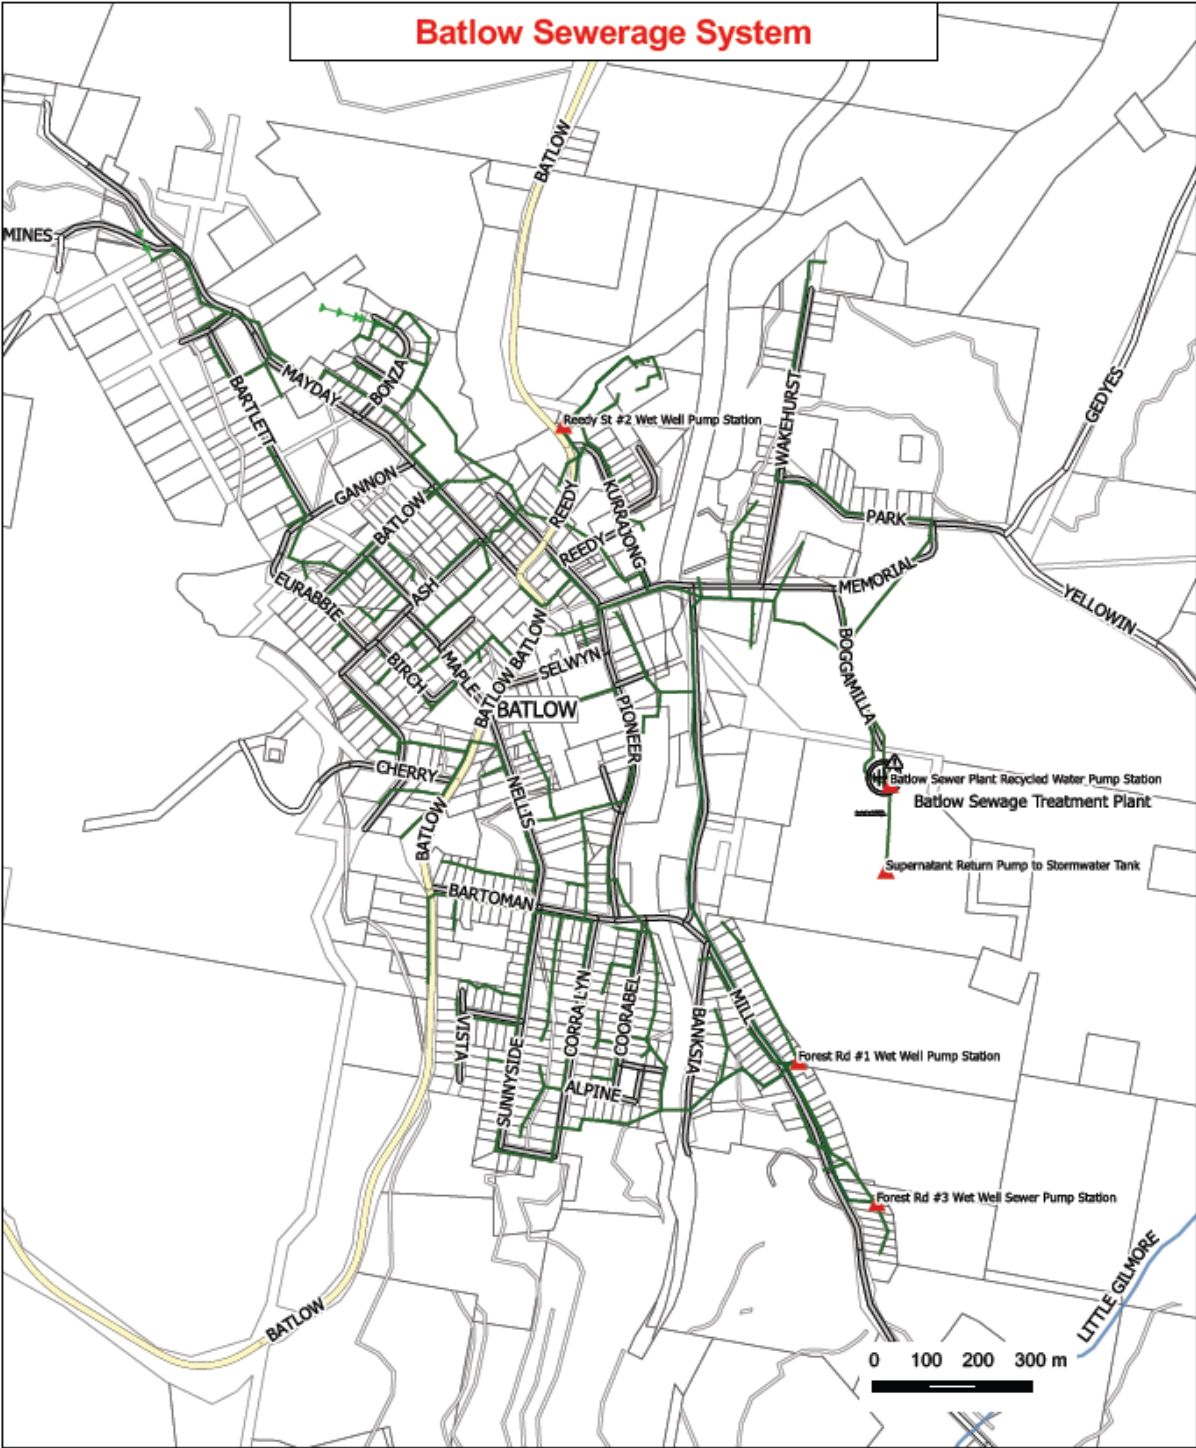 Batlow Sewerage System
BATLOW
MINES
BARTLETT
MAYDAY
BONZA
GEDYES
WAKEHURST
Reedy St #2 Wet Well Pump Station
GANNON
BATLOW
REEDY
KURRAJONG
REEDY
PARK
EURABBIE
ASH
MEMORIAL
YELLOWIN
BIRCH
MAPLE
BATLOW BATLOW
SELWYN
BATLOW
PIONEER
BOGGAMILLA
CHERRY
NELLIS
BATLOW
Batlow Sewer Plant Recycled Water Pump Station
Batlow Sewage Treatment Plant
Supernatant Return Pump to Stormwater Tank
BARTOMAN
VISTA
SUNNYSIDE
CORRA LYN
COORABEL
ALPINE
BANKSIA
MILL
Forest Rd #1 Wet Well Pump Station
Forest Rd #3 Wet Well Sewer Pump Station
LITTLE GILMORE
BATLOW
0 100 200 300 m